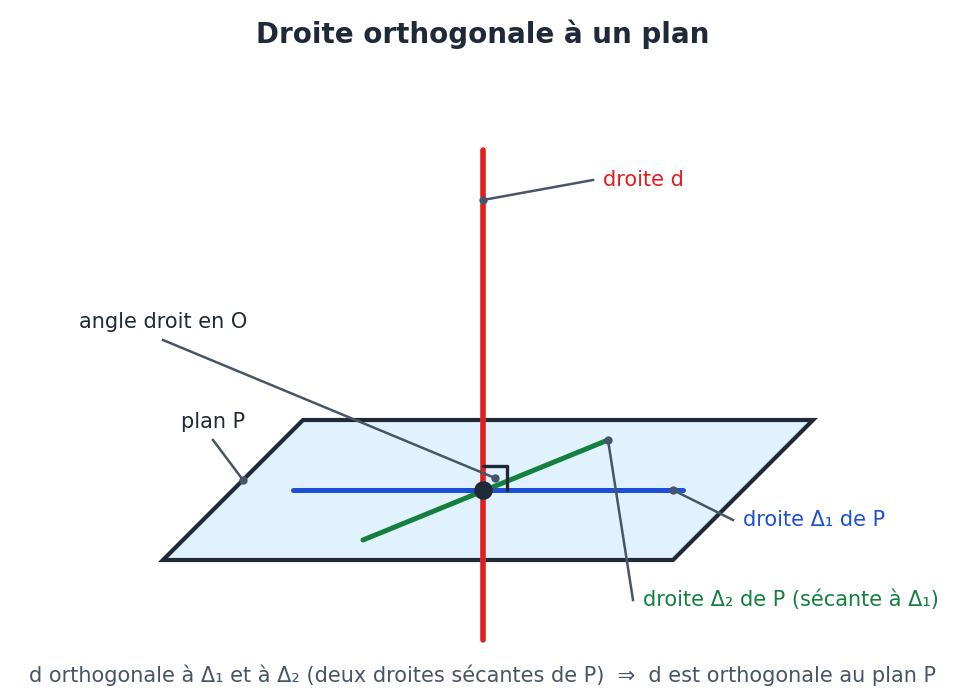 Droite orthogonale à un plan
droite d
angle droit en O
plan P
droite Δ₁ de P
droite Δ₂ de P (sécante à Δ₁)
d orthogonale à Δ₁ et à Δ₂ (deux droites sécantes de P) ⇒ d est orthogonale au plan P